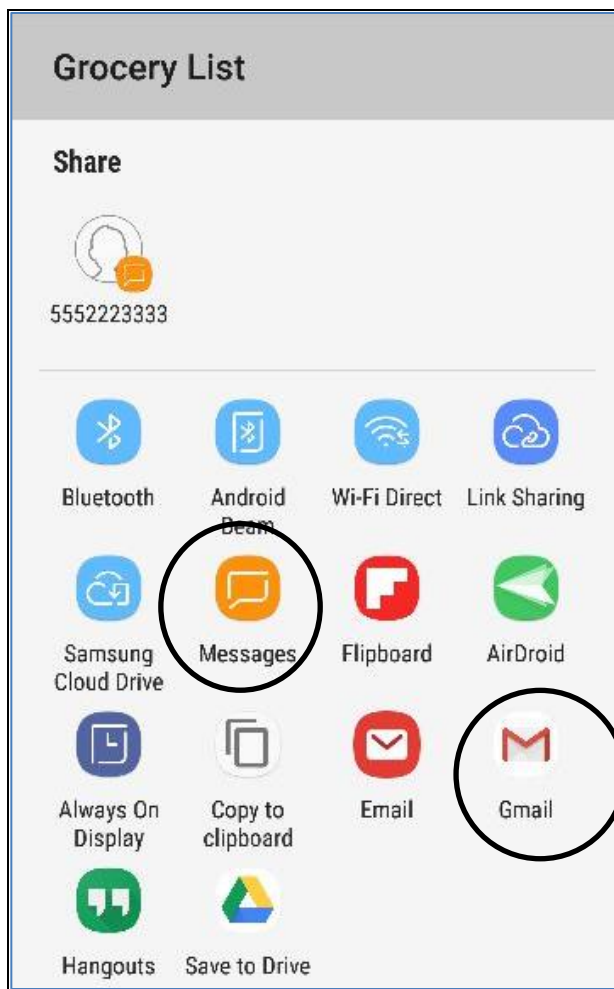 Grocery List
Share
5552223333
Bluetooth
Android
Beam
Wi-Fi Direct
Link Sharing
Samsung
Cloud Drive
Messages
Flipboard
AirDroid
Always On
Display
Copy to
clipboard
Email
Gmail
Hangouts
Save to Drive